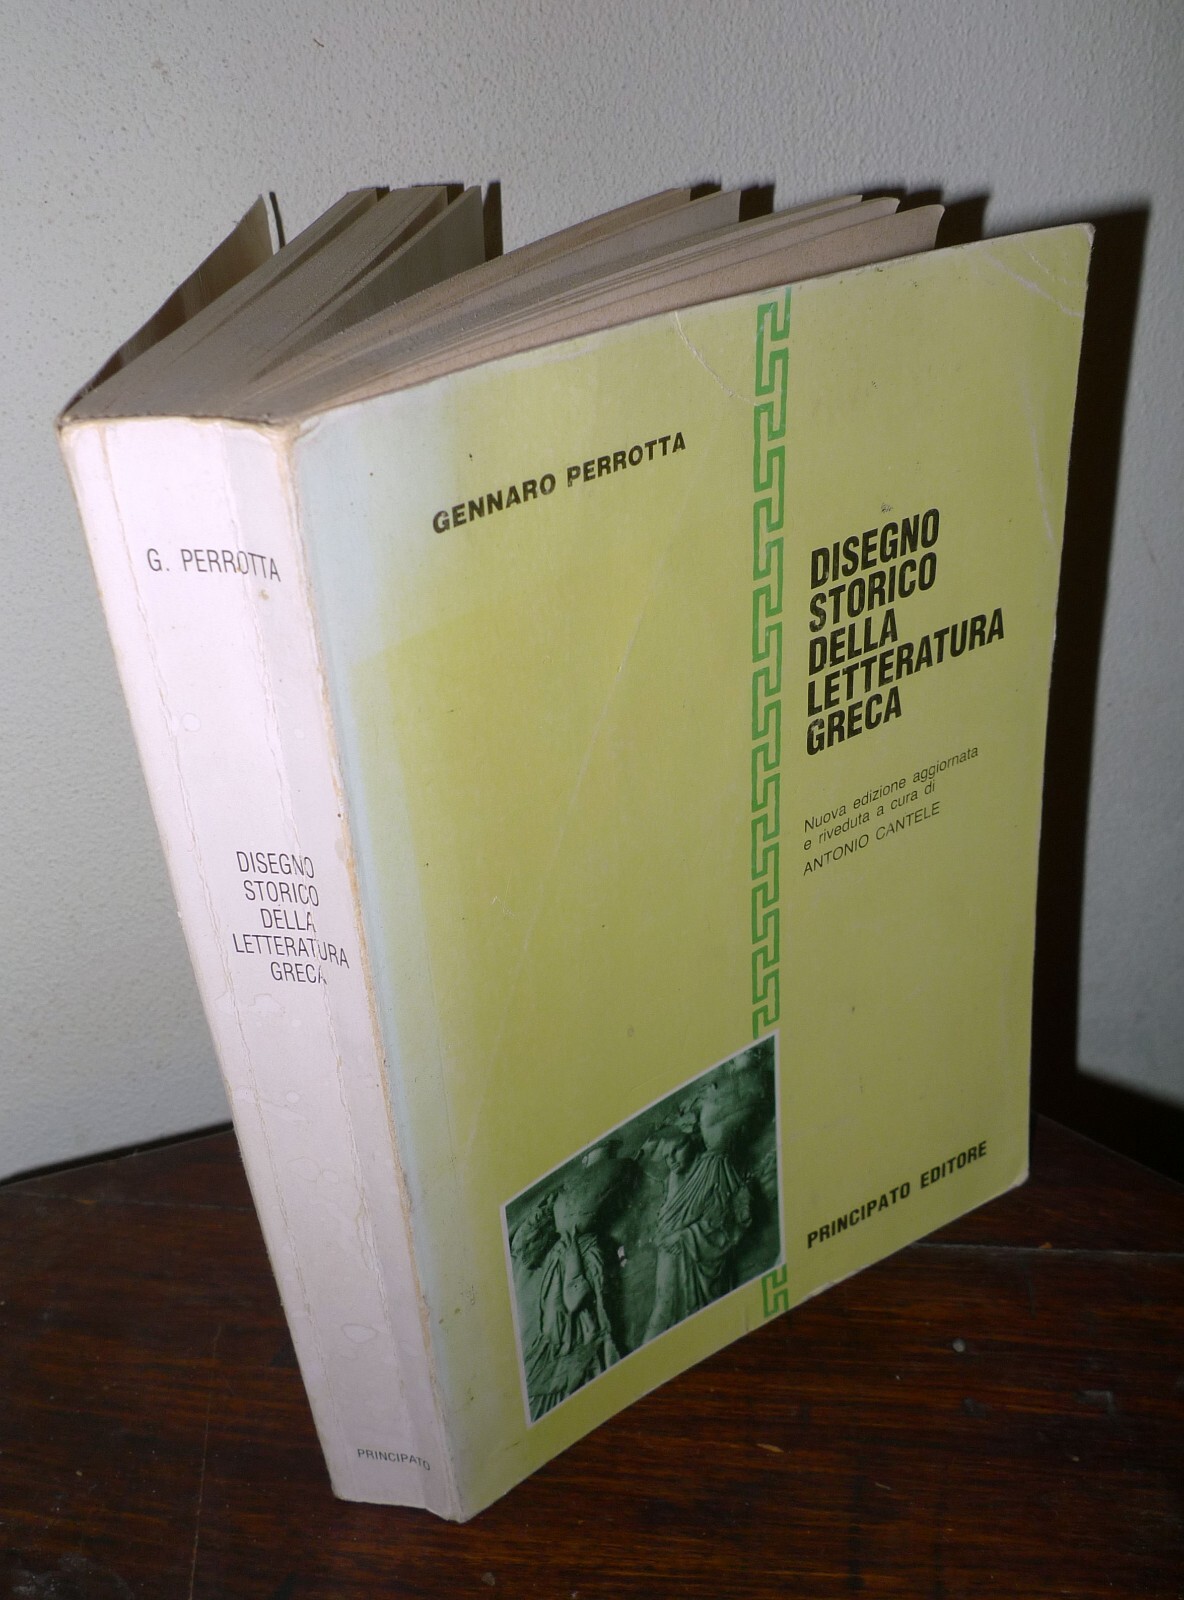 G. PERROTTA
DISEGNO
STORICO
DELLA
LETTERATURA
GRECA
PRINCIPATO
GENNARO PERROTTA
DISEGNO
STORICO
DELLA
LETTERATURA
GRECA
Nuova edizione aggiornata
e riveduta a cura di
ANTONIO CANTELE
PRINCIPATO EDITORE